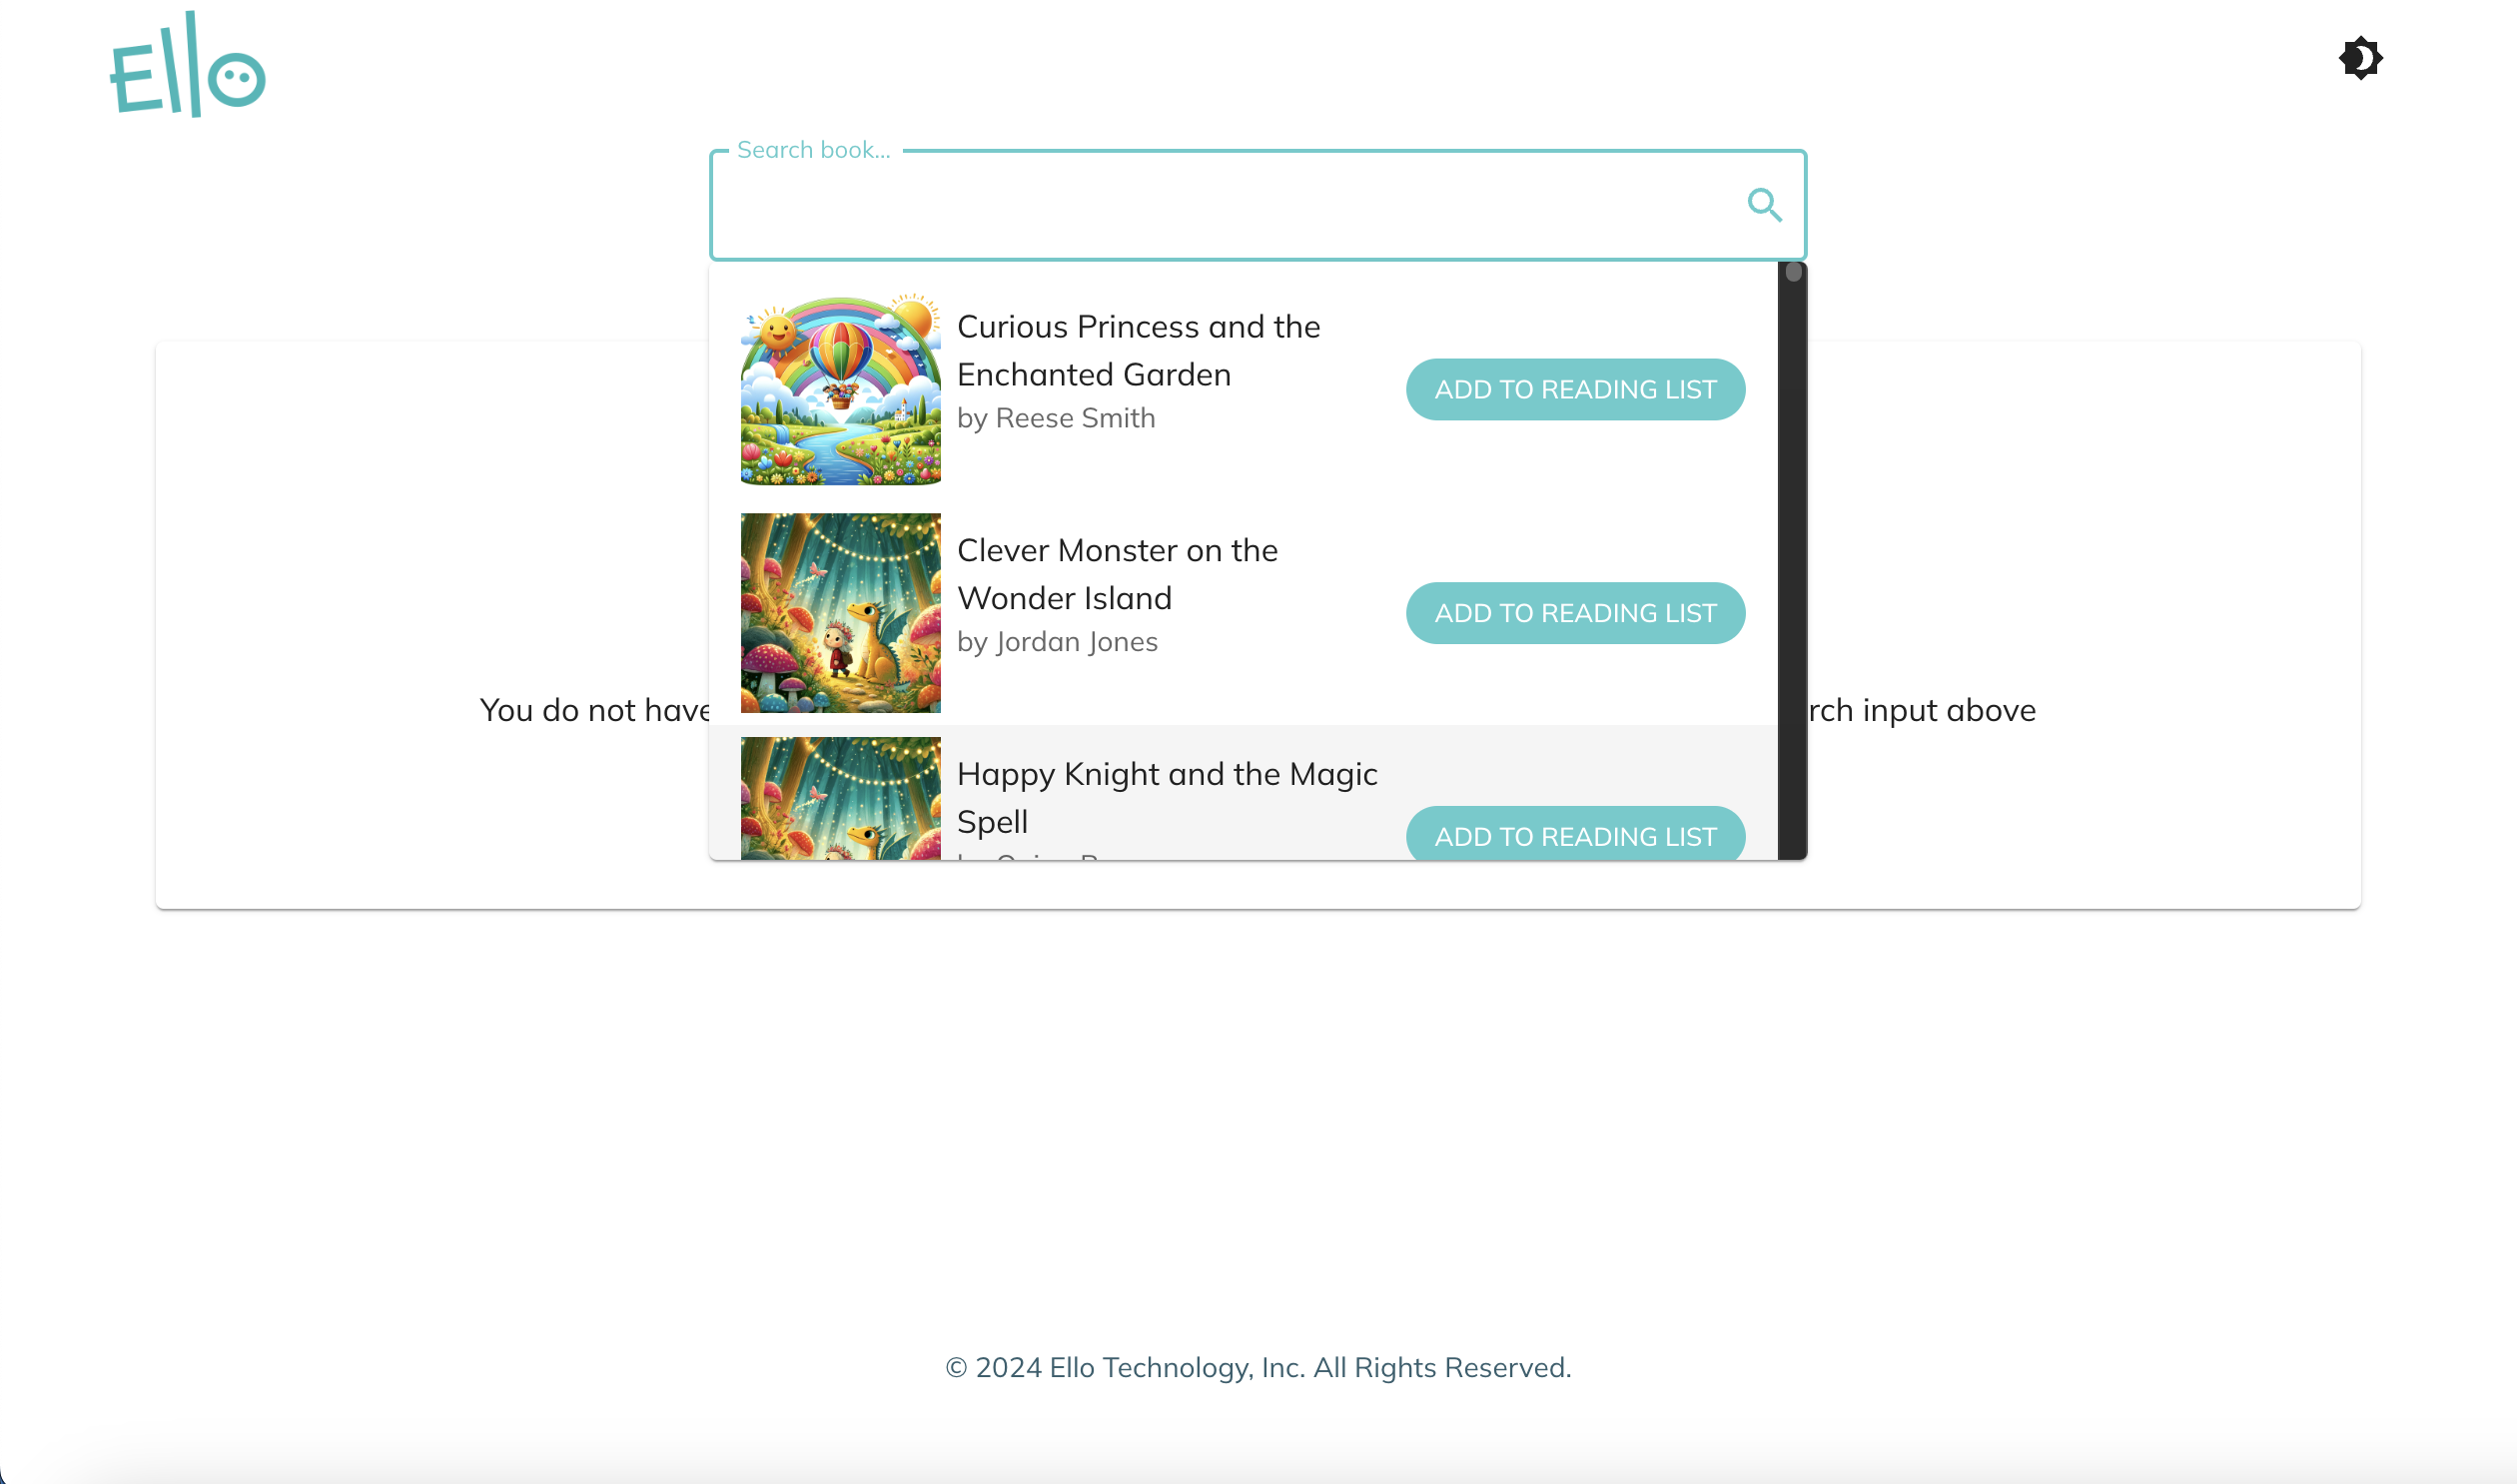 Ello
Search book...
Curious Princess and the
Enchanted Garden
by Reese Smith
ADD TO READING LIST
Clever Monster on the
Wonder Island
by Jordan Jones
ADD TO READING LIST
You do not have
rch input above
Happy Knight and the Magic
Spell
ADD TO READING LIST
© 2024 Ello Technology, Inc. All Rights Reserved.